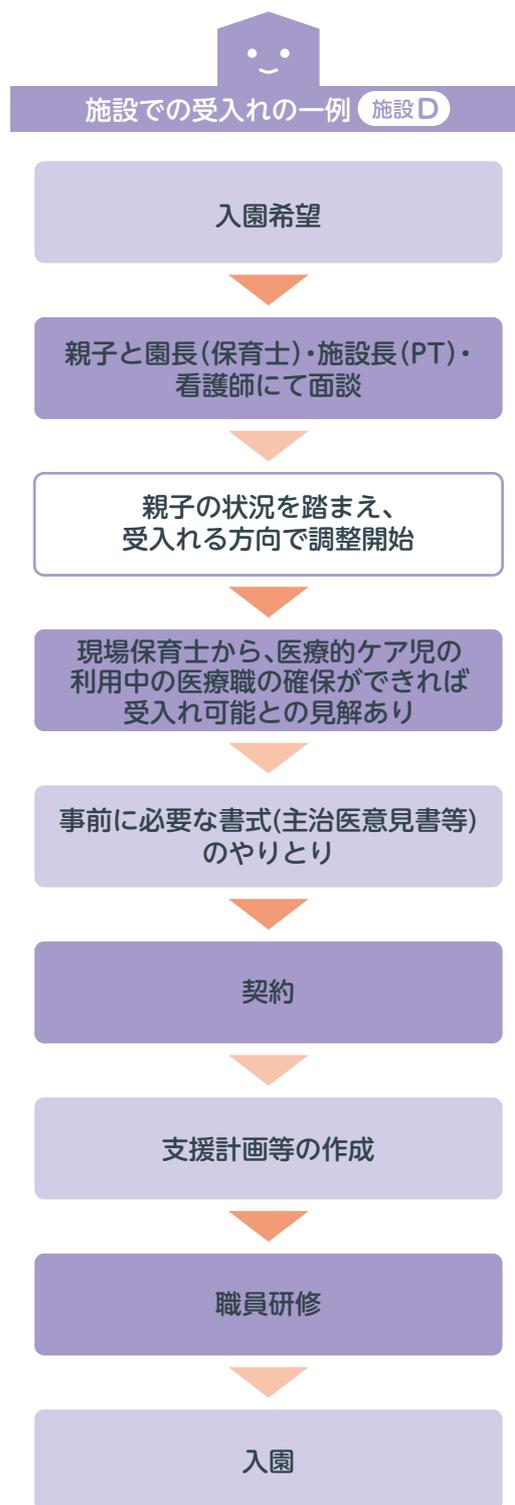 施設での受入れの一例 施設D
入園希望
親子と園長(保育士)・施設長(PT)・
看護師にて面談
親子の状況を踏まえ、
受入れる方向で調整開始
現場保育士から、医療的ケア児の
利用中の医療職の確保ができれば
受入れ可能との見解あり
事前に必要な書式(主治医意見書等)
のやりとり
契約
支援計画等の作成
職員研修
入園